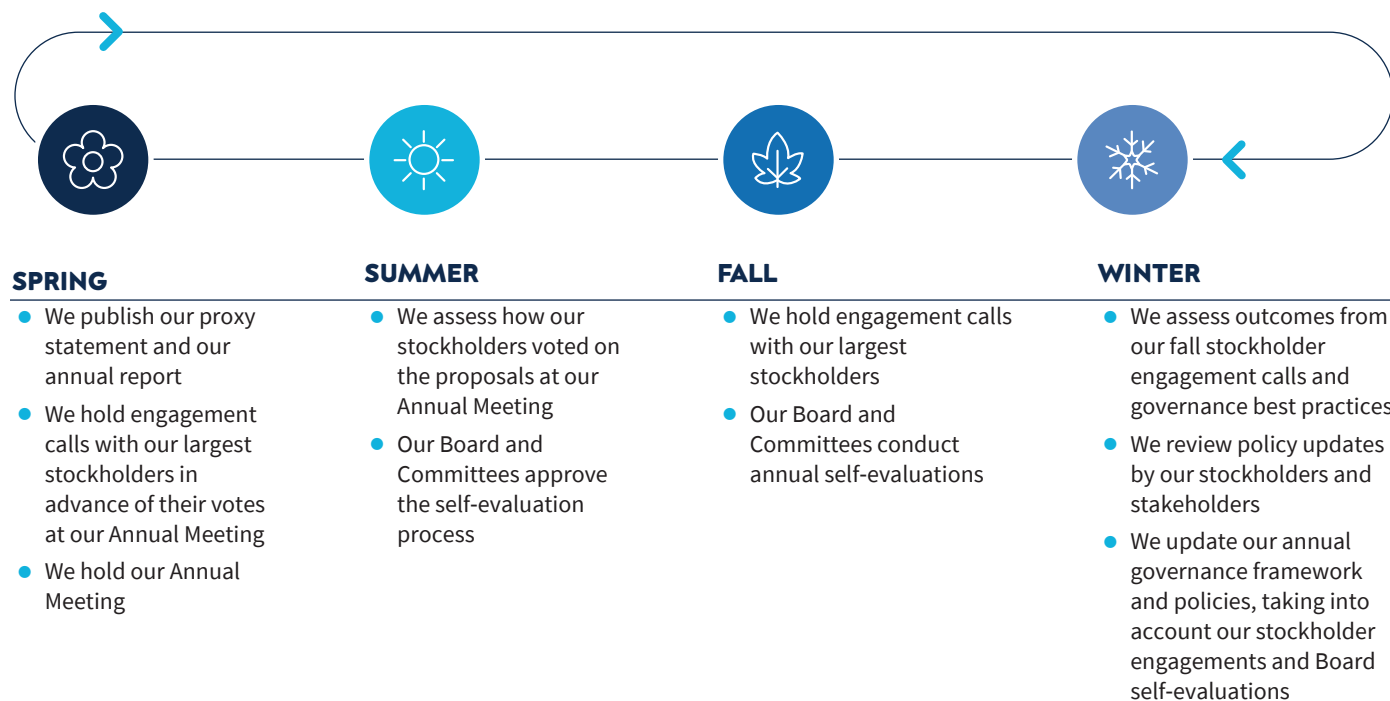 SPRING
We publish our proxy
statement and our
annual report
We hold engagement
calls with our largest
stockholders in
advance of their votes
at our Annual Meeting
We hold our Annual
Meeting
SUMMER
We assess how our
stockholders voted on
the proposals at our
Annual Meeting
Our Board and
Committees approve
the self-evaluation
process
FALL
We hold engagement calls
with our largest
stockholders
Our Board and
Committees conduct
annual self-evaluations
WINTER
We assess outcomes from
our fall stockholder
engagement calls and
governance best practices
We review policy updates
by our stockholders and
stakeholders
We update our annual
governance framework
and policies, taking into
account our stockholder
engagements and Board
self-evaluations